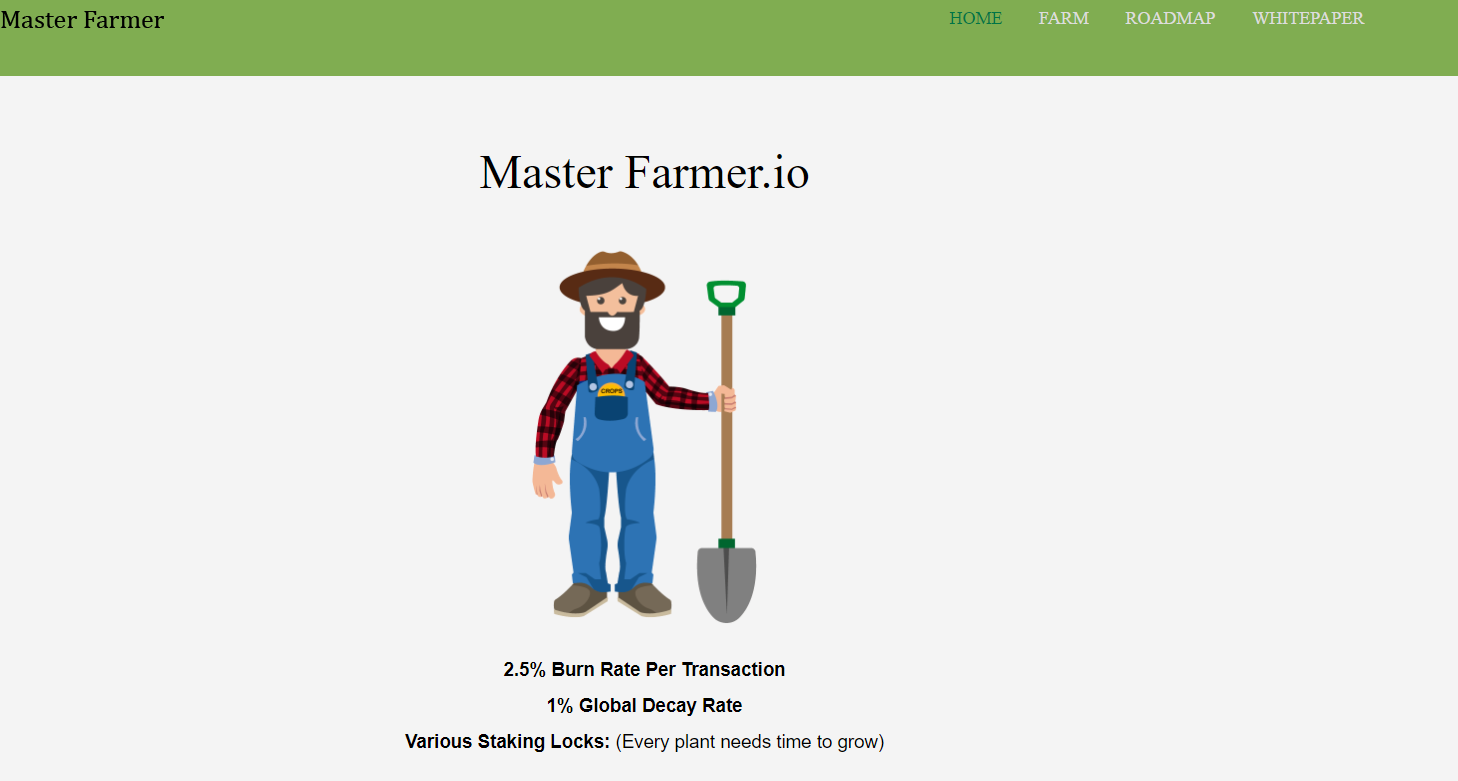 Master Farmer
HOME FARM ROADMAP WHITEPAPER
Master Farmer.io
CROPS
2.5% Burn Rate Per Transaction
1% Global Decay Rate
Various Staking Locks: (Every plant needs time to grow)